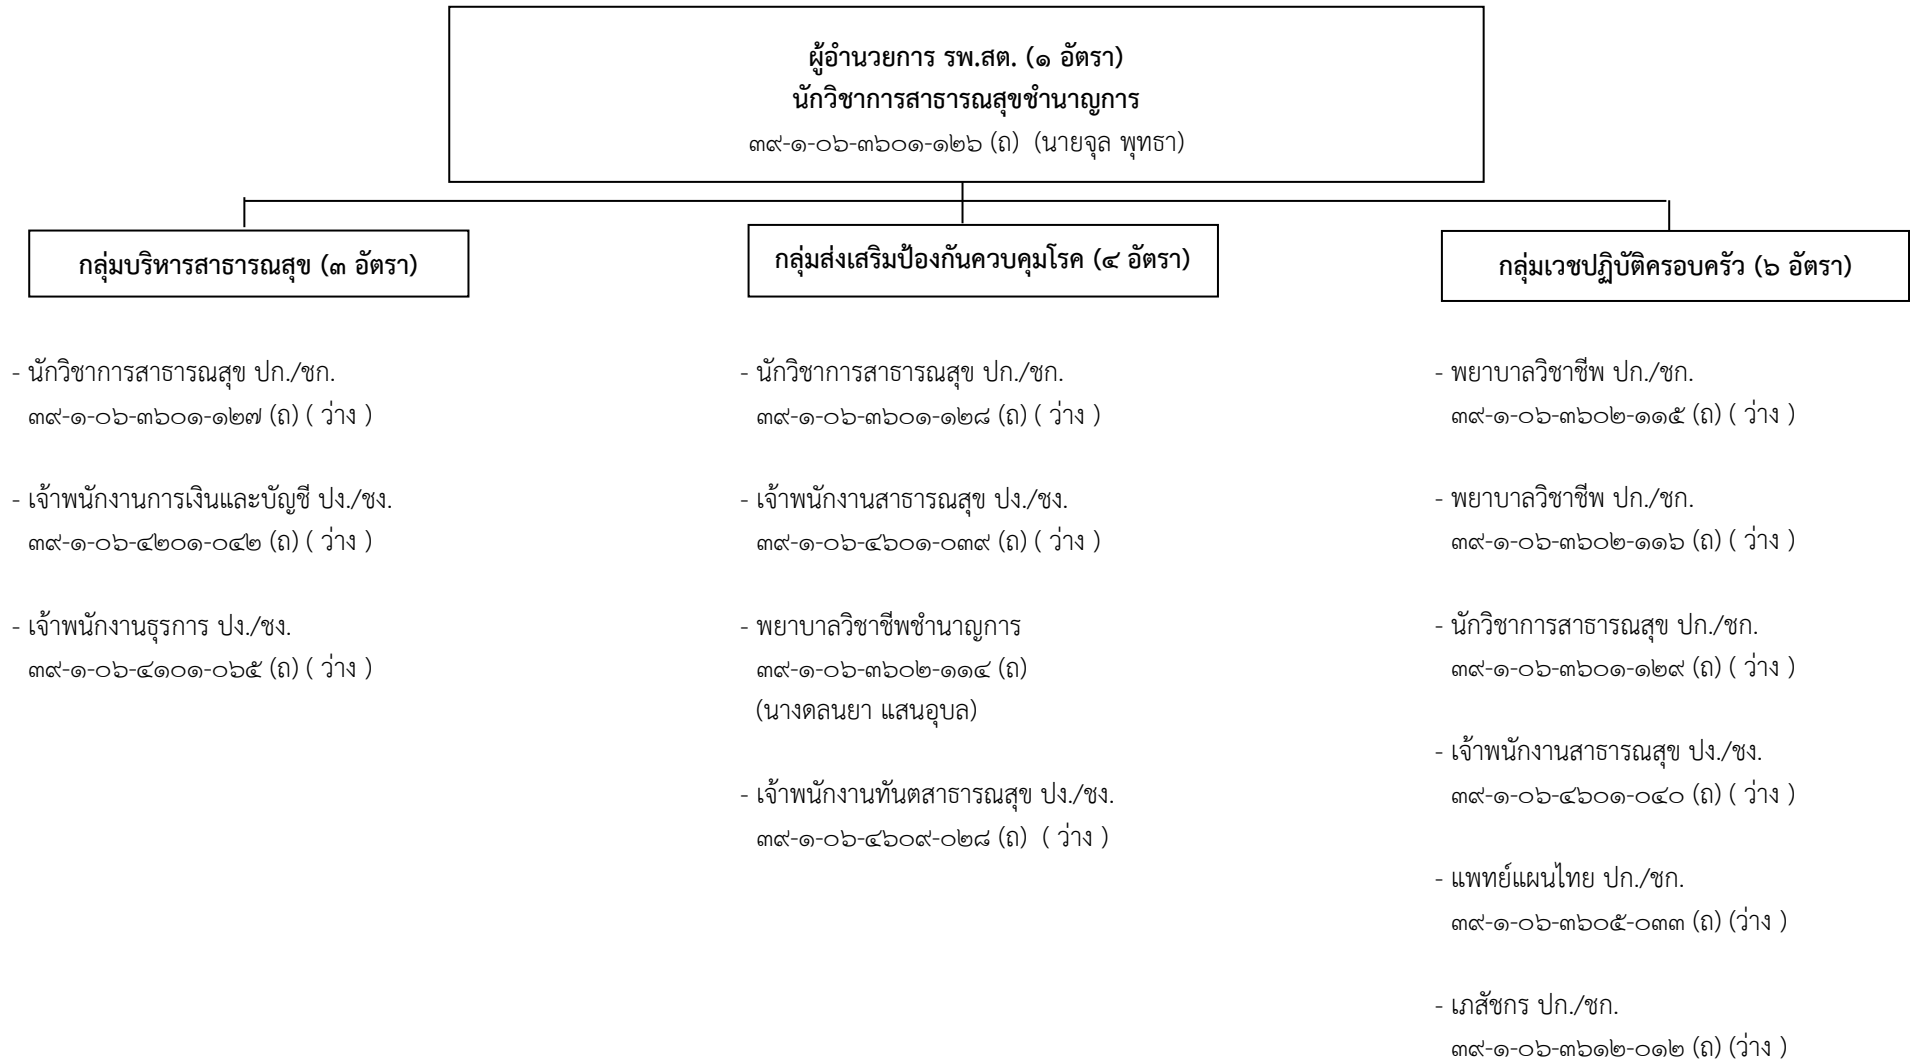 ผู้อำนวยการ รพ.สต. (๑ อัตรา)
นักวิชาการสาธารณสุขชำนาญการ
๓๙-๑-๐๖-๓๖๐๑-๑๒๖ (ถ) (นายจุล พุทธา)
กลุ่มบริหารสาธารณสุข (๓ อัตรา)
- นักวิชาการสาธารณสุข ปก./ชก.
๓๙-๑-๐๖-๓๖๐๑-๑๒๗ (ถ) ( ว่าง )
- เจ้าพนักงานการเงินและบัญชี ปง./ชง.
๓๙-๑-๐๖-๔๒๐๑-๐๔๒ (ถ) ( ว่าง )
- เจ้าพนักงานธุรการ ปง./ชง.
๓๙-๑-๐๖-๔๑๐๑-๐๖๕ (ถ) ( ว่าง )
กลุ่มส่งเสริมป้องกันควบคุมโรค (๔ อัตรา)
- นักวิชาการสาธารณสุข ปก./ชก.
๓๙-๑-๐๖-๓๖๐๑-๑๒๘ (ถ) ( ว่าง )
- เจ้าพนักงานสาธารณสุข ปง./ชง.
๓๙-๑-๐๖-๔๖๐๑-๐๓๙ (ถ) ( ว่าง )
- พยาบาลวิชาชีพชำนาญการ
๓๙-๑-๐๖-๓๖๐๒-๑๑๔ (ถ)
(นางดลนยา แสนอุบล)
- เจ้าพนักงานทันตสาธารณสุข ปง./ชง.
๓๙-๑-๐๖-๔๖๐๙-๐๒๘ (ถ) ( ว่าง )
กลุ่มเวชปฏิบัติครอบครัว (๖ อัตรา)
- พยาบาลวิชาชีพ ปก./ชก.
๓๙-๑-๐๖-๓๖๐๒-๑๑๕ (ถ) ( ว่าง )
- พยาบาลวิชาชีพ ปก./ชก.
๓๙-๑-๐๖-๓๖๐๒-๑๑๖ (ถ) ( ว่าง )
- นักวิชาการสาธารณสุข ปก./ชก.
๓๙-๑-๐๖-๓๖๐๑-๑๒๙ (ถ) ( ว่าง )
- เจ้าพนักงานสาธารณสุข ปง./ชง.
๓๙-๑-๐๖-๔๖๐๑-๐๔๐ (ถ) ( ว่าง )
- แพทย์แผนไทย ปก./ชก.
๓๙-๑-๐๖-๓๖๐๕-๐๓๓ (ถ) (ว่าง )
- เภสัชกร ปก./ชก.
๓๙-๑-๐๖-๓๖๑๒-๐๑๒ (ถ) (ว่าง )